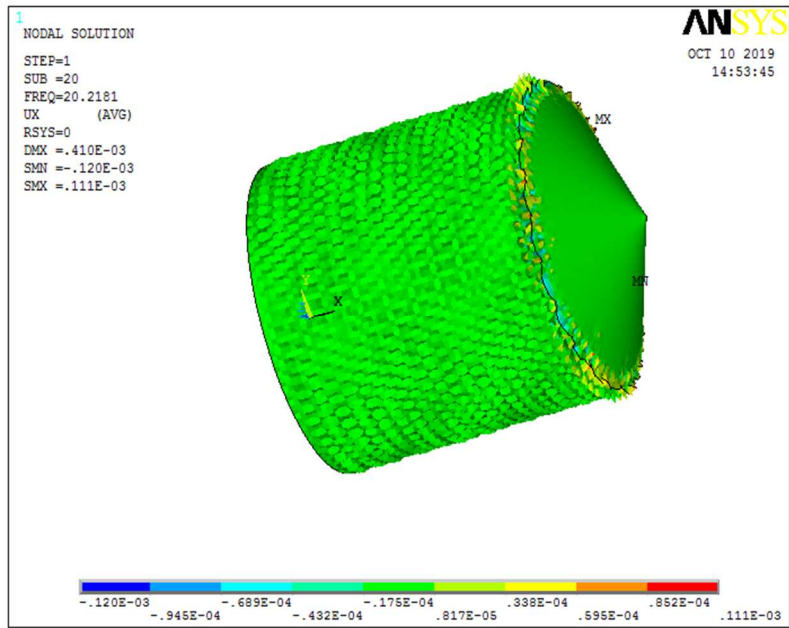 1
NODAL SOLUTION
STEP=1
SUB =20
FREQ=20.2181
UX (AVG)
RSYS=0
DMX =.410E-03
SMN =-.120E-03
SMX =.111E-03
ANSYS
OCT 10 2019
14:53:45
MX
MN
Y
X
-.120E-03 -.689E-04 -.175E-04 .338E-04 .852E-04
-.945E-04 -.432E-04 .817E-05 .595E-04 .111E-03